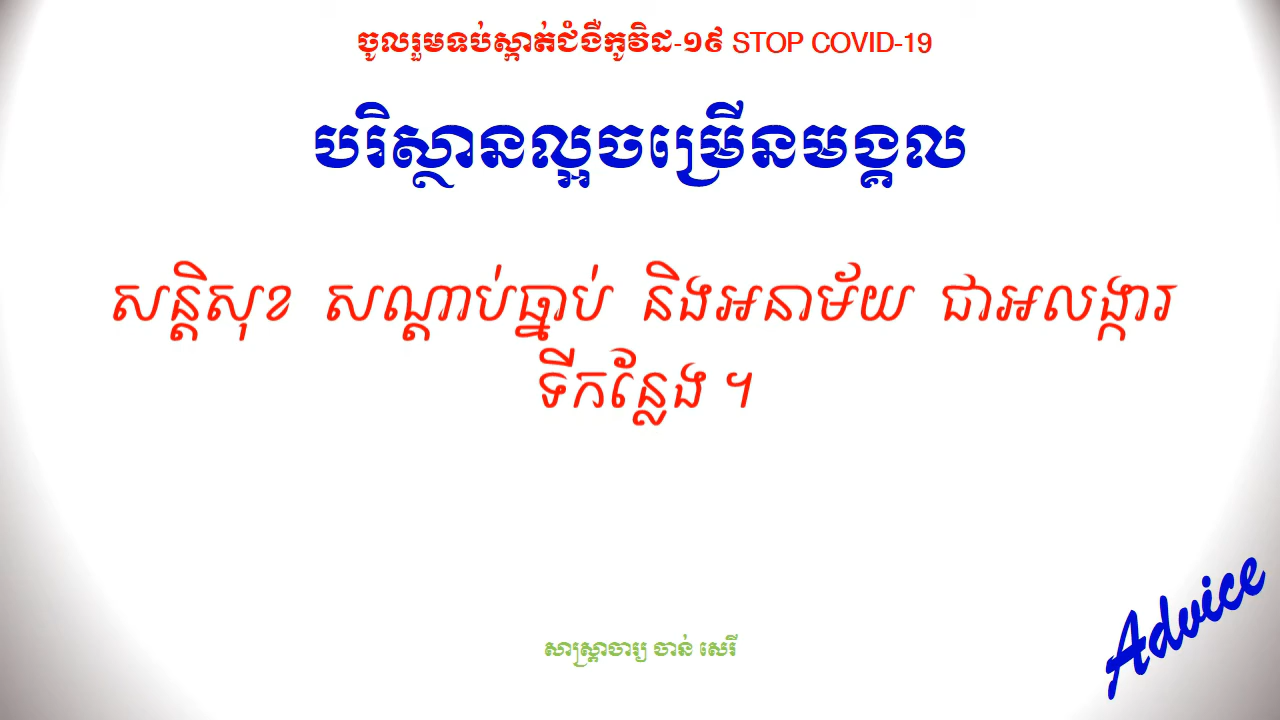 ចូលរួមទប់ស្កាត់ជំងឺកូវីដ-១៩ STOP COVID-19
បរិស្ថានល្អចម្រើនមង្គល
សន្តិសុខ សណ្តាប់ធ្នាប់ និងអនាម័យ ជាអលង្ការ
ទីកន្លែង ។
Advice
សាស្ត្រាចារ្យ ចាន់ សេរី